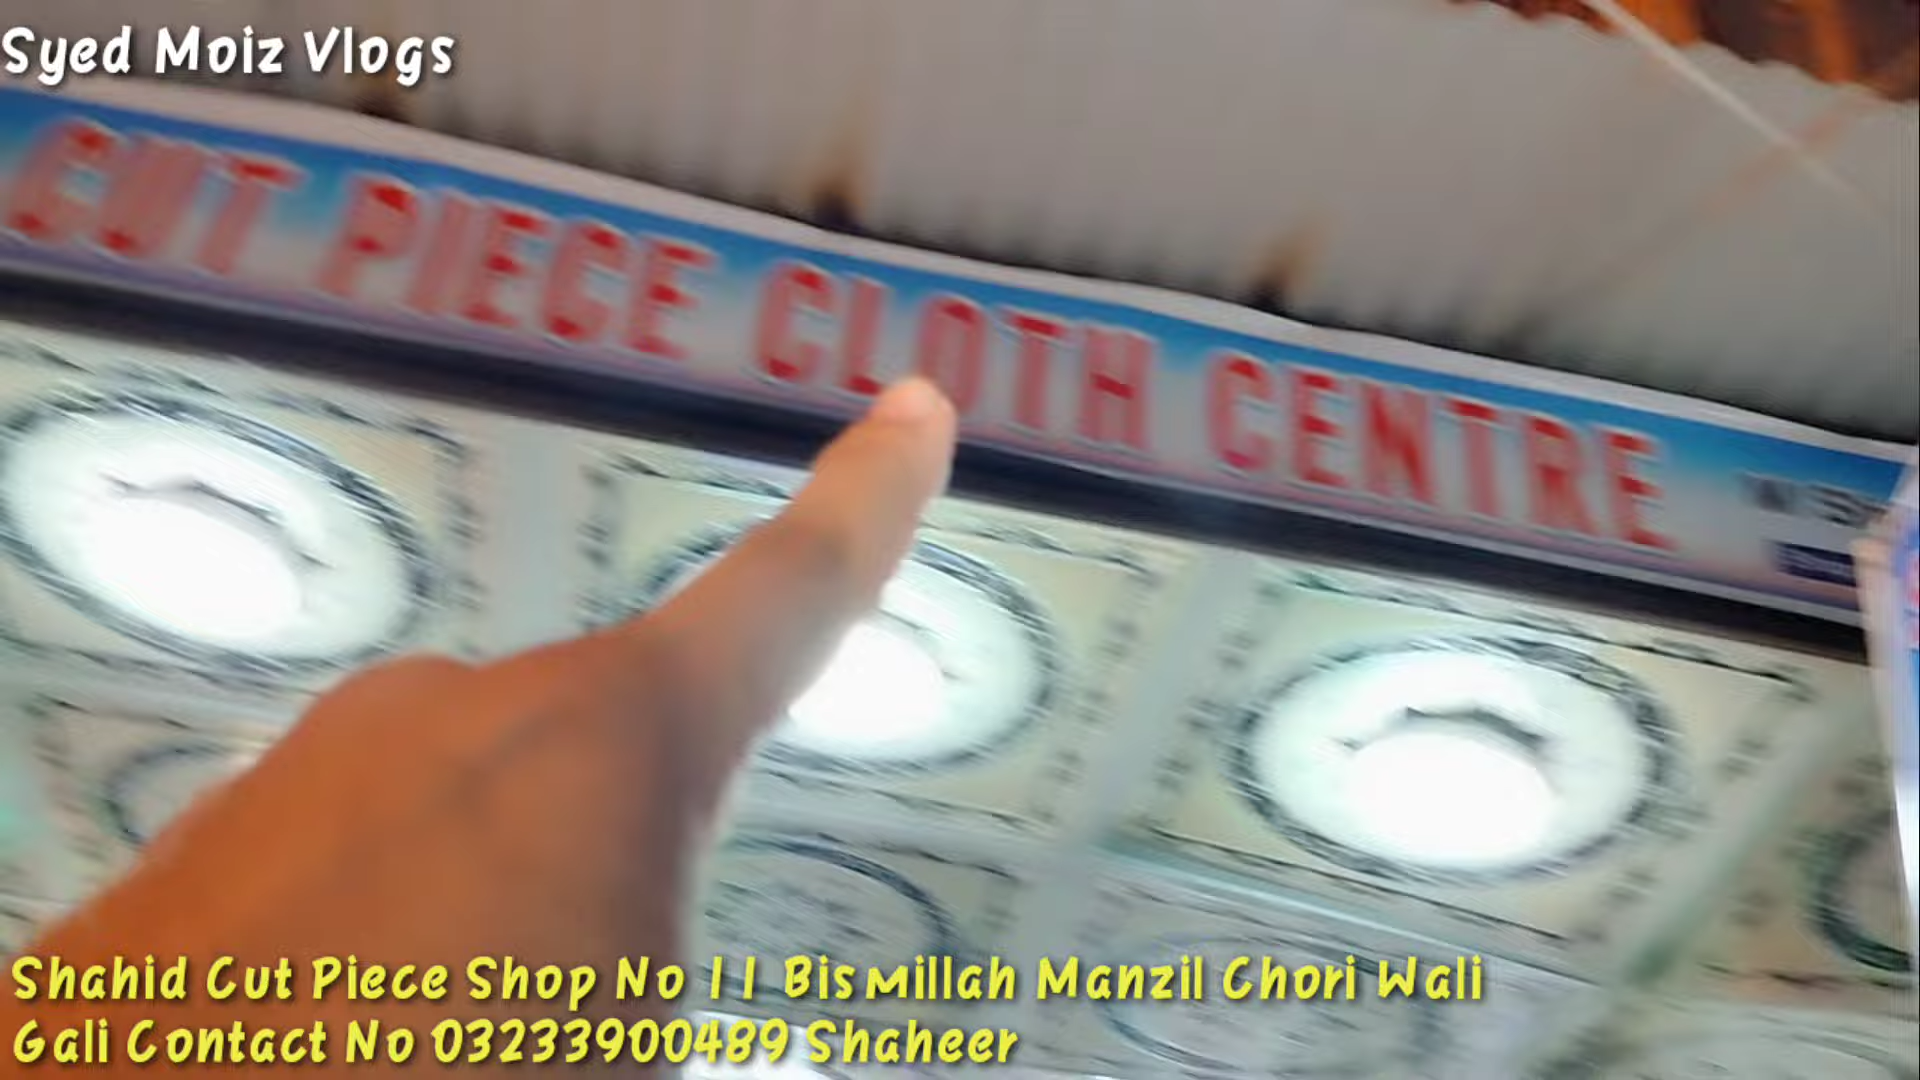 Syed Moiz Vlogs
CUT PIECE CLOTH CENTRE
Shahid Cut Piece Shop No 11 Bismillah Manzil Chori Wali
Gali Contact No 03233900489 Shaheer